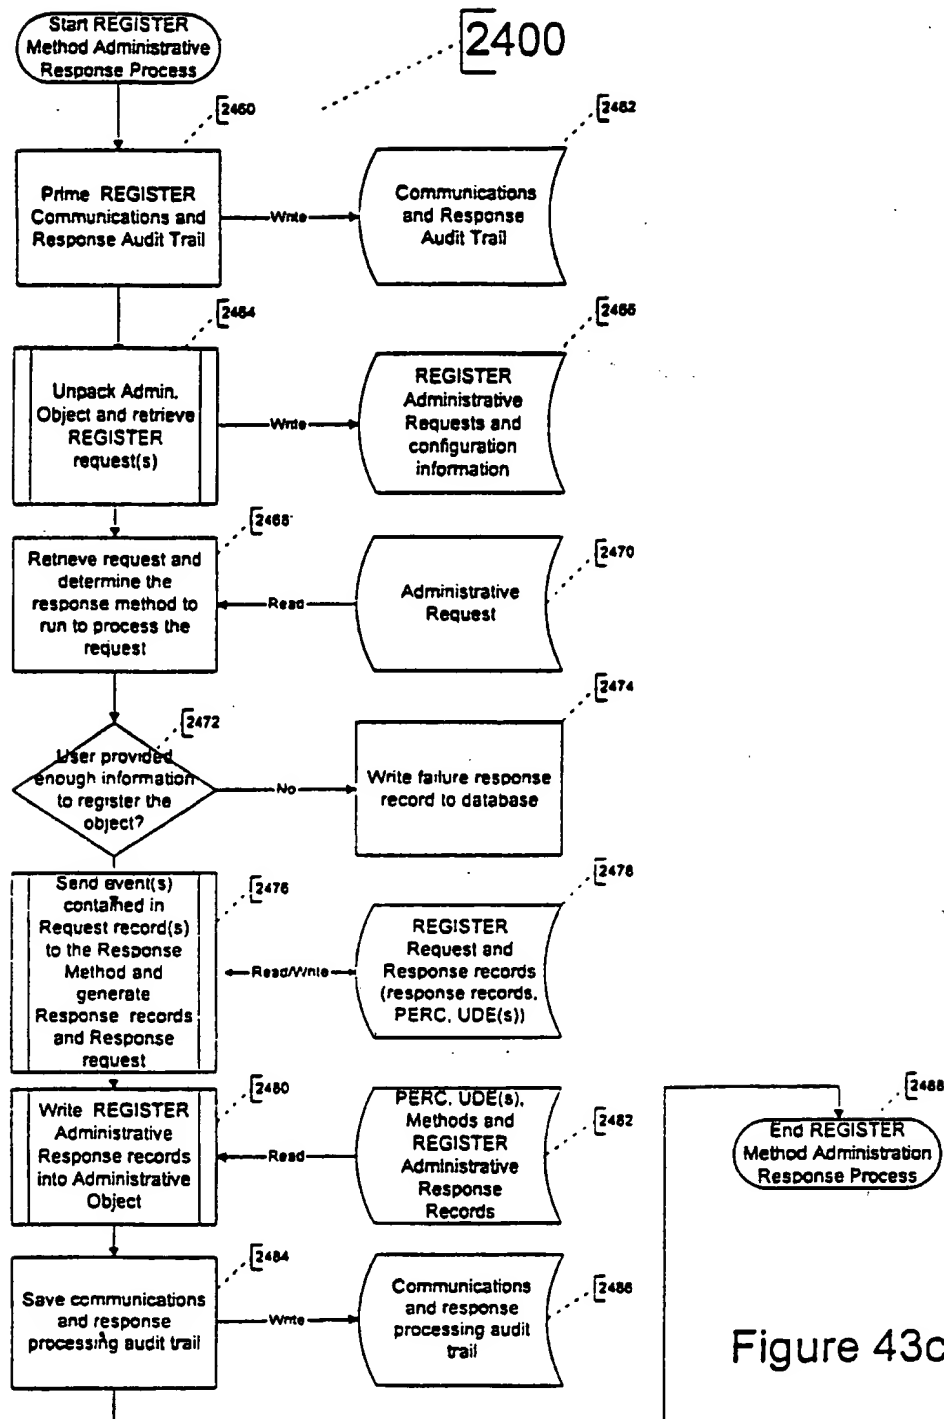 Start REGISTER
Method Administrative
Response Process
2400
2460
2462
Prime REGISTER
Communications and
Response Audit Trail
Write
Communications
and Response
Audit Trail
2464
2466
Unpack Admin.
Object and retrieve
REGISTER
request(s)
Write
REGISTER
Administrative
Requests and
configuration
information
2468
2470
Retrieve request and
determine the
response method to
run to process the
request
Read
Administrative
Request
2472
2474
User provided
enough information
to register the
object?
No
Write failure response
record to database
2476
2478
Send event(s)
contained in
Request record(s)
to the Response
Method and
generate
Response records
and Response
request
Read/Write
REGISTER
Request and
Response records
(response records,
PERC, UDE(s))
2480
2482
Write REGISTER
Administrative
Response records
into Administrative
Object
Read
PERC, UDE(s),
Methods and
REGISTER
Administrative
Response
Records
2488
End REGISTER
Method Administration
Response Process
2484
2486
Save communications
and response
processing audit trail
Write
Communications
and response
processing audit
trail
Figure 43c